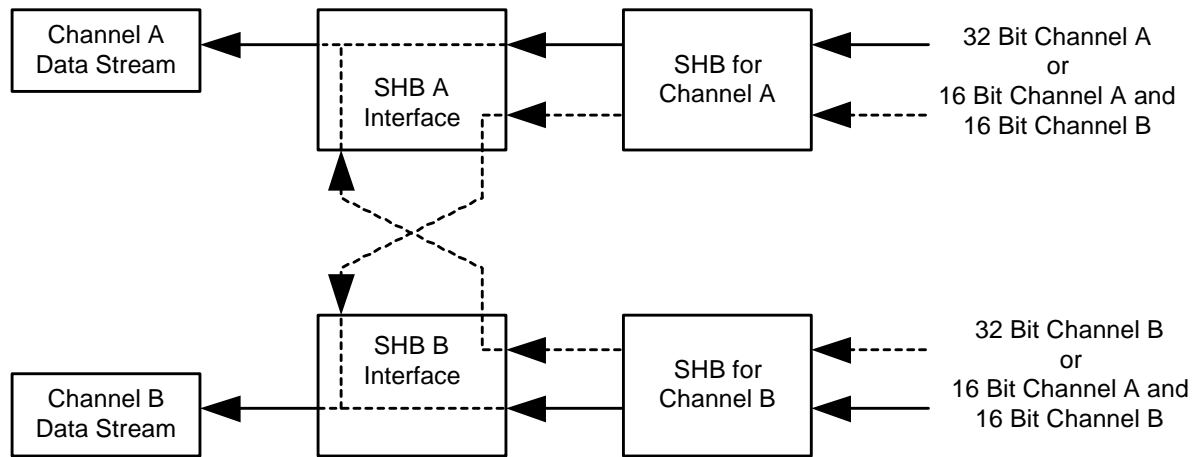 Channel A
Data Stream
SHB A
Interface
SHB for
Channel A
32 Bit Channel A
or
16 Bit Channel A and
16 Bit Channel B
Channel B
Data Stream
SHB B
Interface
SHB for
Channel B
32 Bit Channel B
or
16 Bit Channel A and
16 Bit Channel B